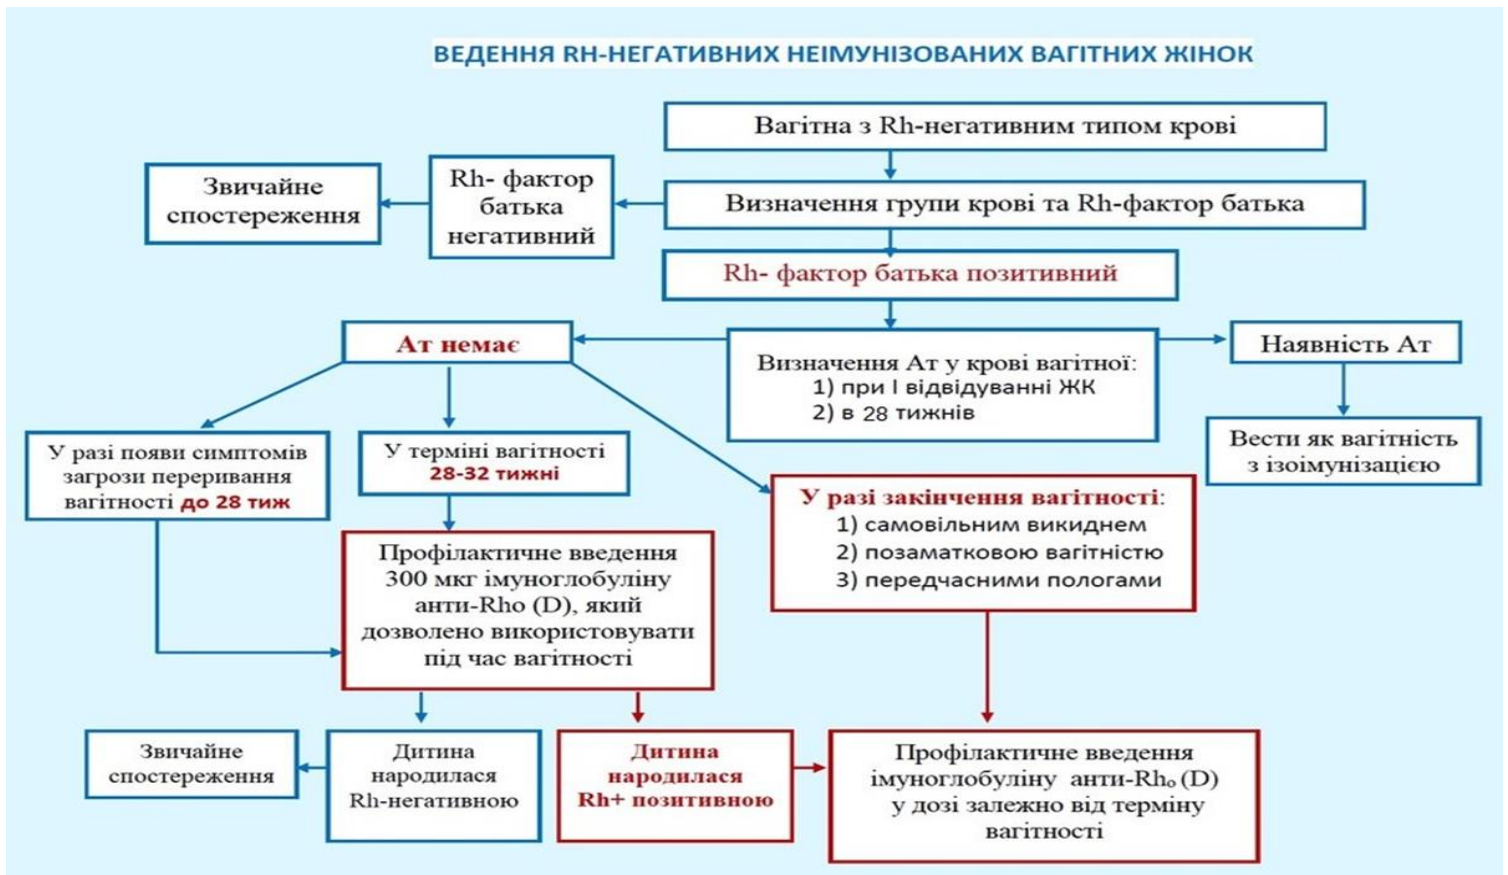 ВЕДЕННЯ RH-НЕГАТИВНИХ НЕІМУНІЗОВАНИХ ВАГІТНИХ ЖІНОК
Вагітна з Rh-негативним типом крові
Визначення групи крові та Rh-фактор батька
Rh- фактор
батька
негативний
Звичайне
спостереження
Rh- фактор батька позитивний
Визначення Ат у крові вагітної:
1) при І відвідуванні ЖК
2) в 28 тижнів
Ат немає
Наявність Ат
Вести як вагітність
з ізоімунізацією
У разі появи симптомів
загрози переривання
вагітності до 28 тиж
У терміні вагітності
28-32 тижні
У разі закінчення вагітності:
1) самовільним викиднем
2) позаматковою вагітністю
3) передчасними пологами
Профілактичне введення
300 мкг імуноглобуліну
анти-Rho (D), який
дозволено використовувати
під час вагітності
Звичайне
спостереження
Дитина
народилася
Rh-негативною
Дитина
народилася
Rh+ позитивною
Профілактичне введення
імуноглобуліну анти-Rhₒ (D)
у дозі залежно від терміну
вагітності